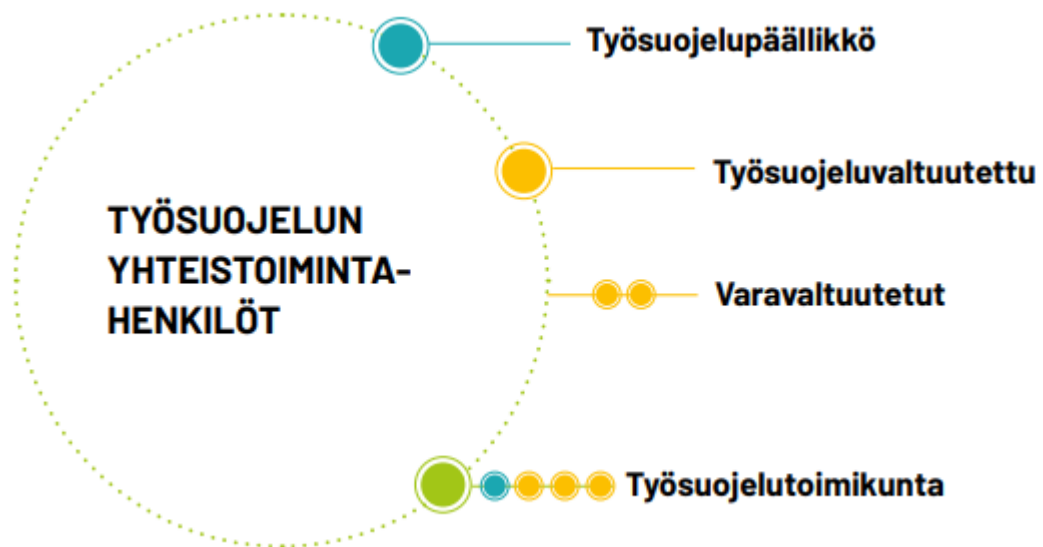 Työsuojelupäällikkö
Työsuojeluvaltuutettu
TYÖSUOJELUN
YHTEISTOIMINTA-
HENKILÖT
Varavaltuutetut
Työsuojelutoimikunta